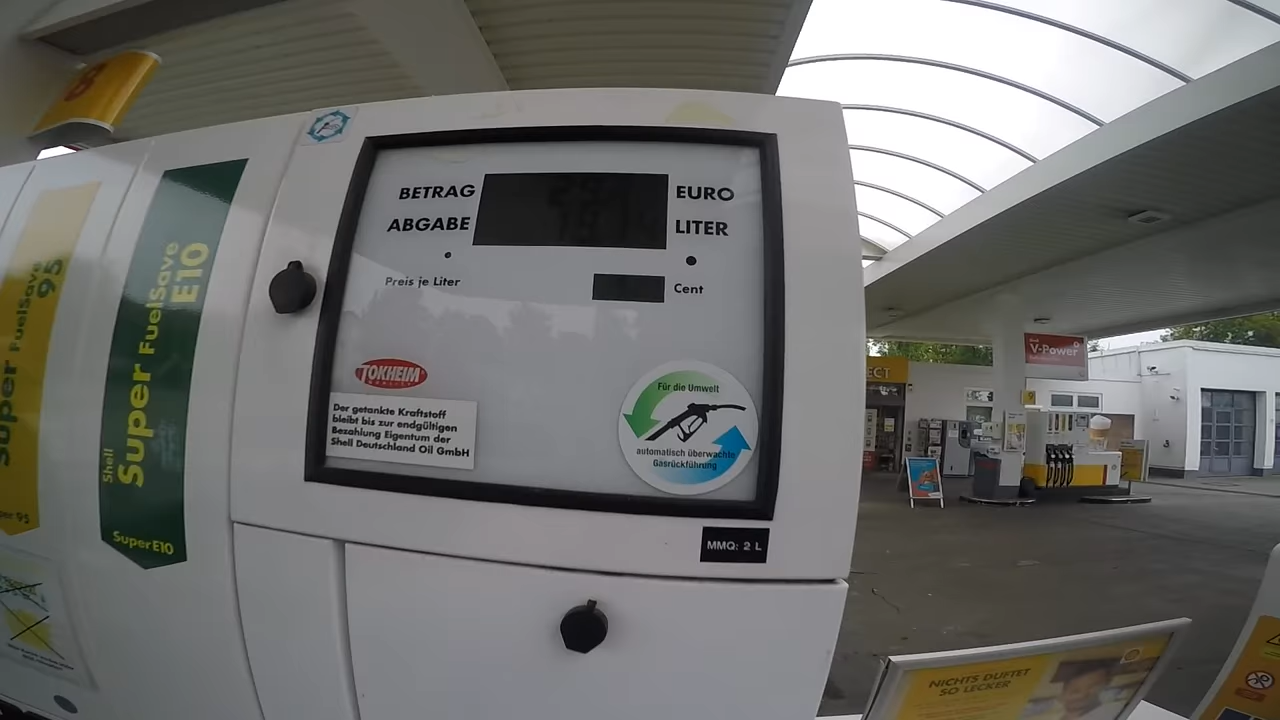 8
BETRAG
EURO
ABGABE
LITER
Preis je Liter
Cent
TOKHEIM
Der getankte Kraftstoff
bleibt bis zur endgültigen
Bezahlung Eigentum der
Shell Deutschland Oil GmbH
Für die Umwelt
automatisch überwachte
Gasrückführung
MMQ: 2 L
Super FuelSave 95
Shell
Super FuelSave E10
Super E10
V-Power
9
NICHTS DUFTET
SO LECKER